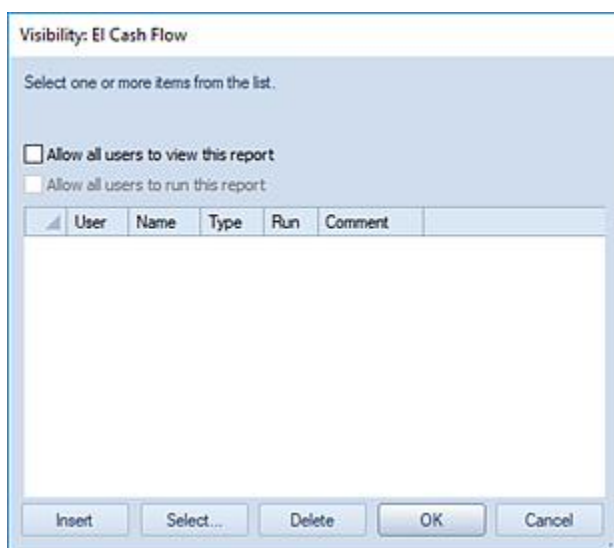 Visibility: EI Cash Flow
Select one or more items from the list.
Allow all users to view this report
Allow all users to run this report
User Name Type Run Comment
Insert Select... Delete OK Cancel